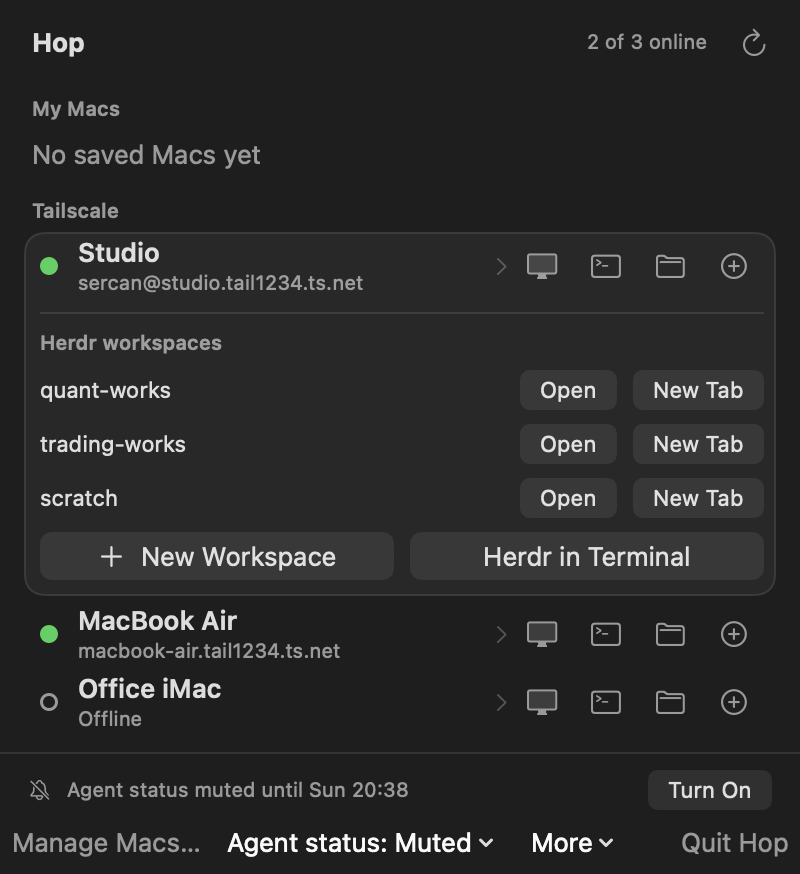 Hop
2 of 3 online
My Macs
No saved Macs yet
Tailscale
Studio
sercan@studio.tail1234.ts.net
Herdr workspaces
quant-works Open New Tab
trading-works Open New Tab
scratch Open New Tab
+ New Workspace Herdr in Terminal
MacBook Air
macbook-air.tail1234.ts.net
Office iMac
Offline
Agent status muted until Sun 20:38 Turn On
Manage Macs... Agent status: Muted More Quit Hop